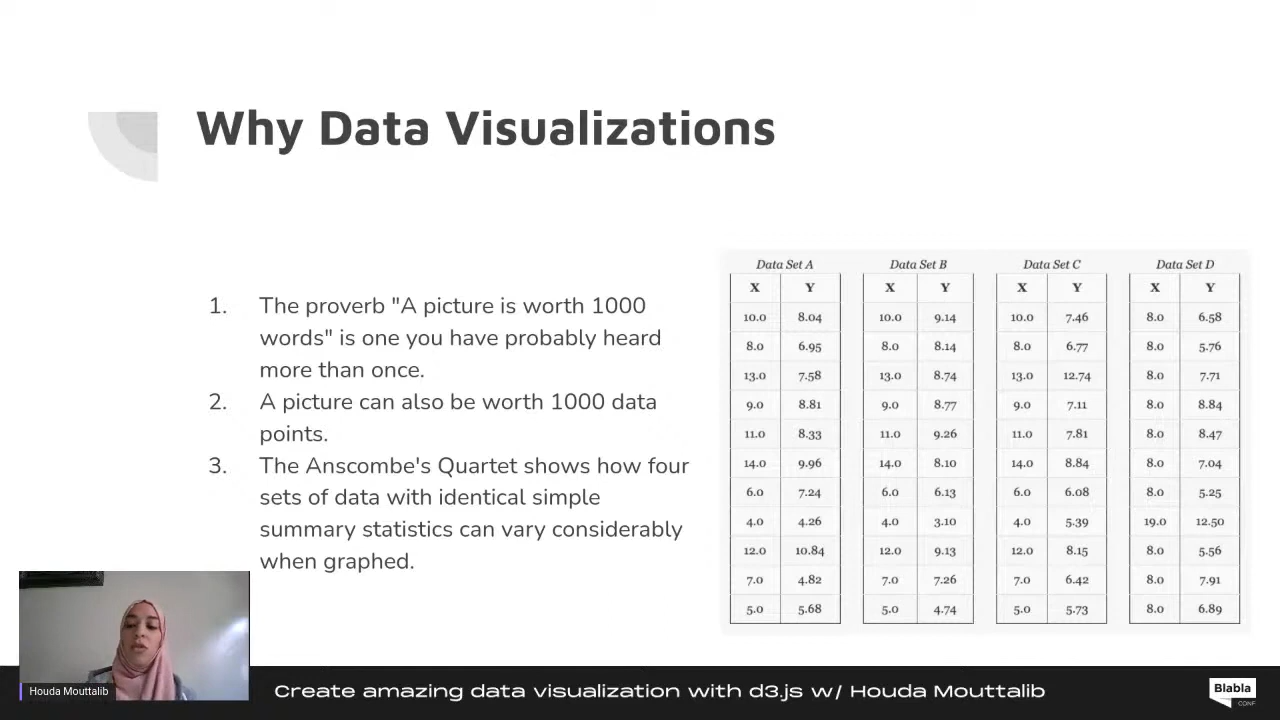 Why Data Visualizations
1. The proverb "A picture is worth 1000
words" is one you have probably heard
more than once.
2. A picture can also be worth 1000 data
points.
3. The Anscombe's Quartet shows how four
sets of data with identical simple
summary statistics can vary considerably
when graphed.
Data Set A Data Set B Data Set C Data Set D
X Y X Y X Y X Y
10.0 8.04 10.0 9.14 10.0 7.46 8.0 6.58
8.0 6.95 8.0 8.14 8.0 6.77 8.0 5.76
13.0 7.58 13.0 8.74 13.0 12.74 8.0 7.71
9.0 8.81 9.0 8.77 9.0 7.11 8.0 8.84
11.0 8.33 11.0 9.26 11.0 7.81 8.0 8.47
14.0 9.96 14.0 8.10 14.0 8.84 8.0 7.04
6.0 7.24 6.0 6.13 6.0 6.08 8.0 5.25
4.0 4.26 4.0 3.10 4.0 5.39 19.0 12.50
12.0 10.84 12.0 9.13 12.0 8.15 8.0 5.56
7.0 4.82 7.0 7.26 7.0 6.42 8.0 7.91
5.0 5.68 5.0 4.74 5.0 5.73 8.0 6.89
Houda Mouttalib
Create amazing data visualization with d3.js w/ Houda Mouttalib
Blabla
CONF